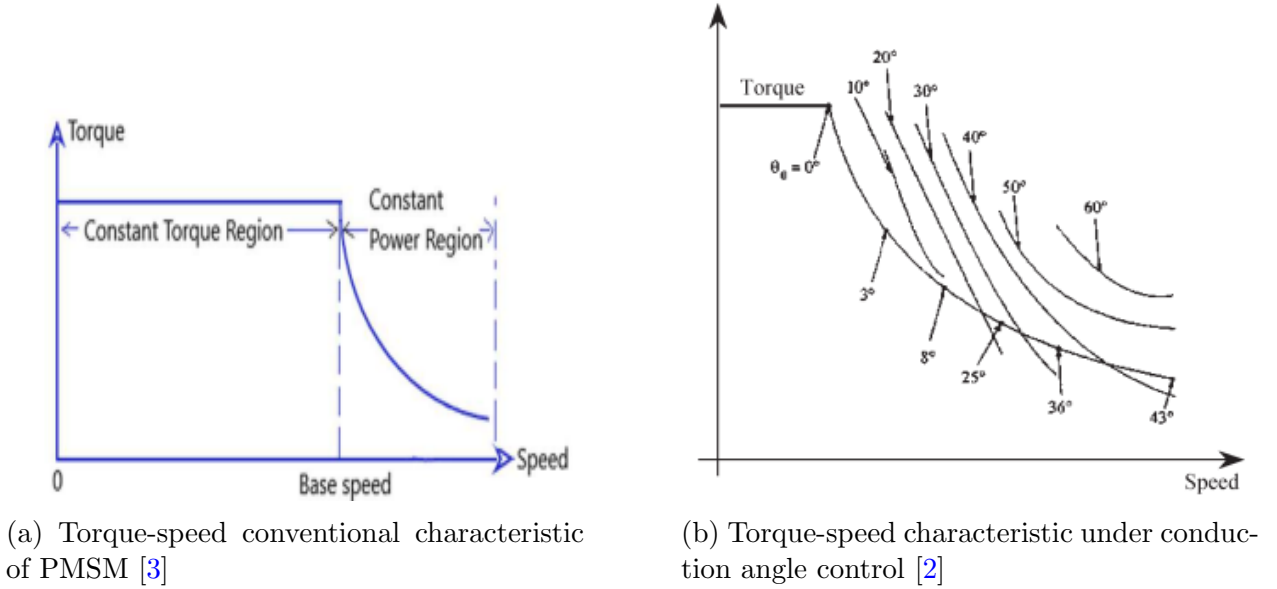 Torque
Constant
Constant Torque Region
Power Region
0
Base speed
Speed
(a) Torque-speed conventional characteristic
of PMSM [3]
Torque
θ₀ = 0°
10°
20°
30°
40°
50°
60°
3°
8°
25°
36°
43°
Speed
(b) Torque-speed characteristic under conduc-
tion angle control [2]